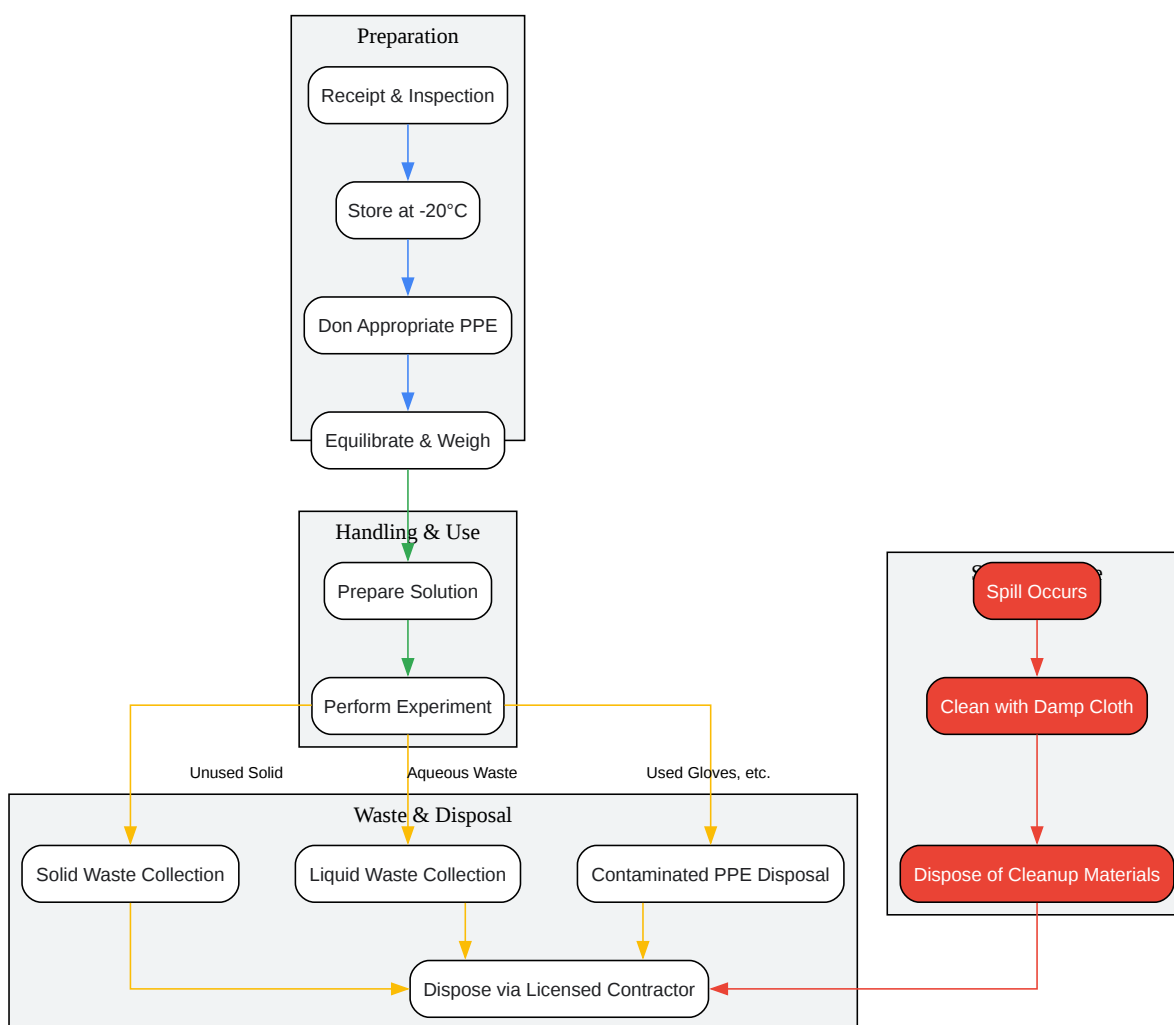 Preparation
Receipt & Inspection
Store at -20°C
Don Appropriate PPE
Equilibrate & Weigh
Handling & Use
Prepare Solution
Perform Experiment
Spill Occurs
Clean with Damp Cloth
Dispose of Cleanup Materials
Unused Solid
Aqueous Waste
Used Gloves, etc.
Waste & Disposal
Solid Waste Collection
Liquid Waste Collection
Contaminated PPE Disposal
Dispose via Licensed Contractor